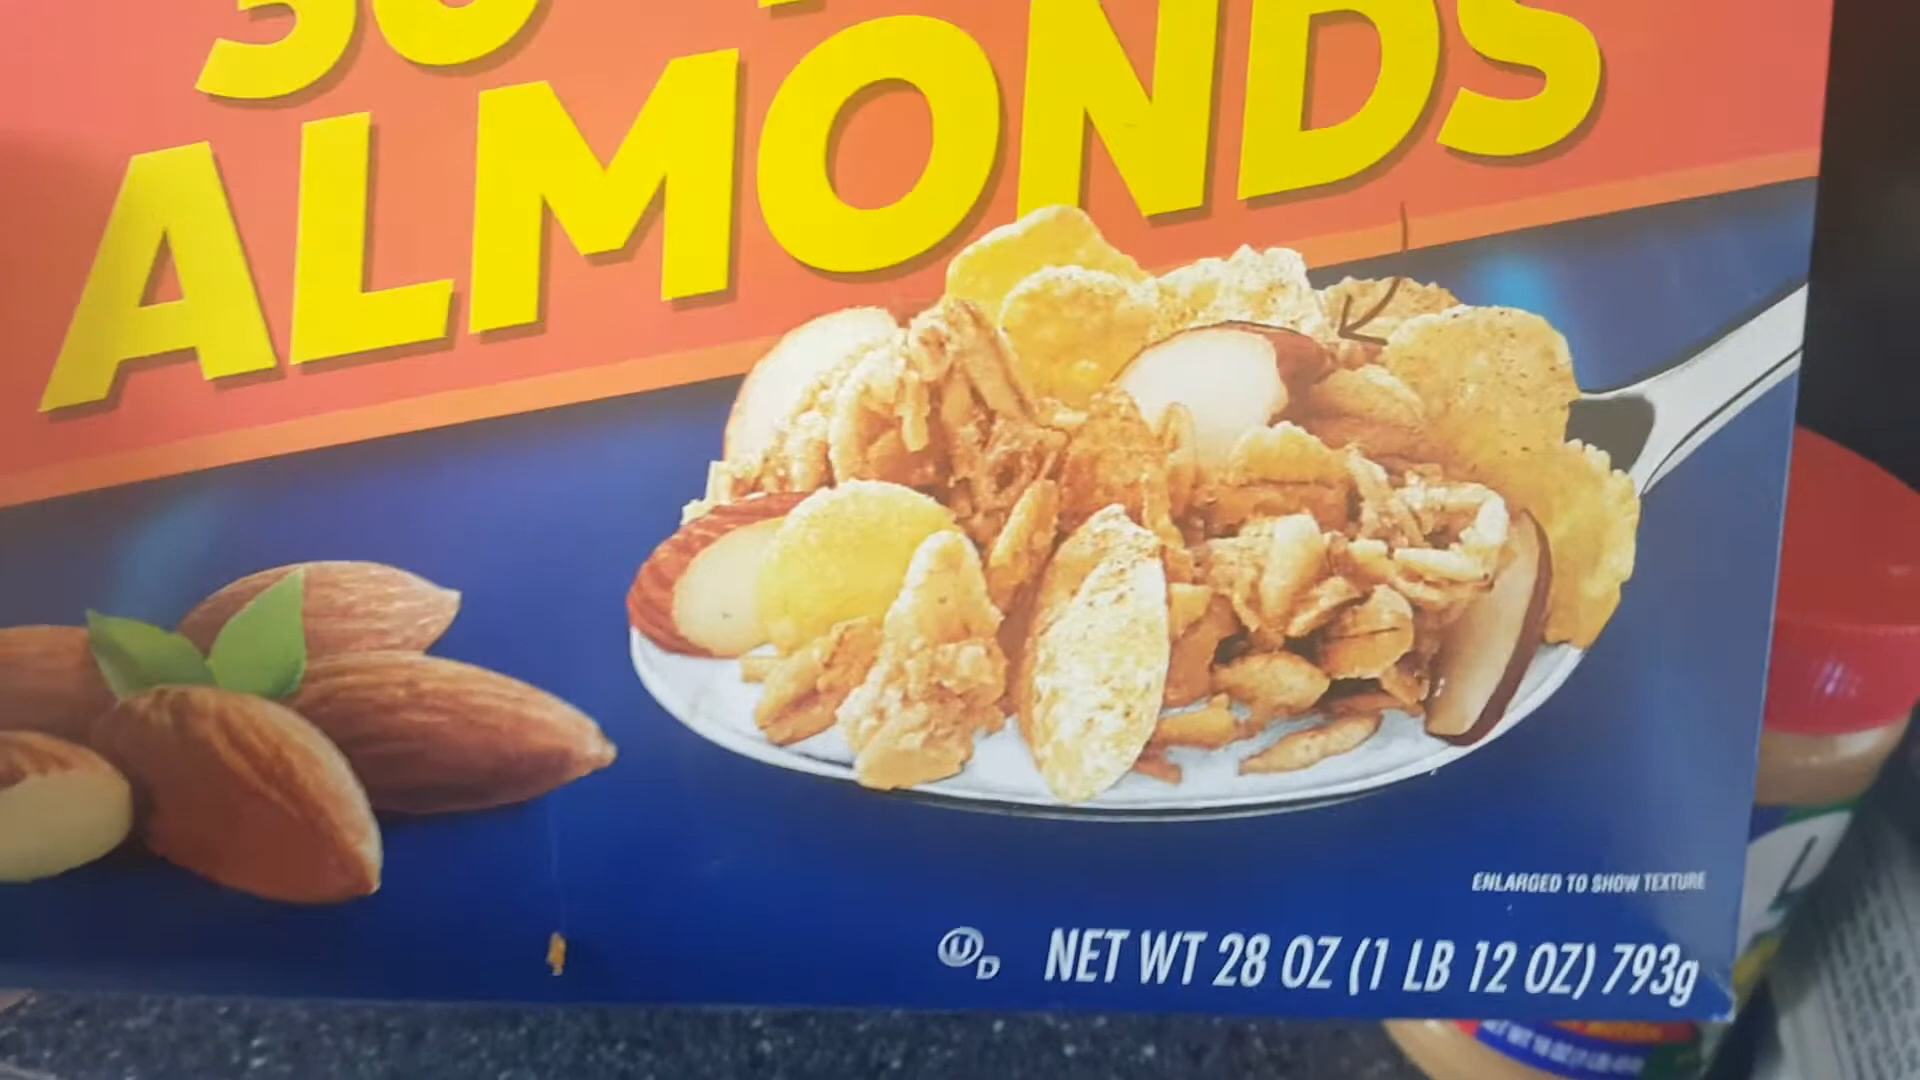 ALMONDS
ENLARGED TO SHOW TEXTURE
U D NET WT 28 OZ (1 LB 12 OZ) 793g